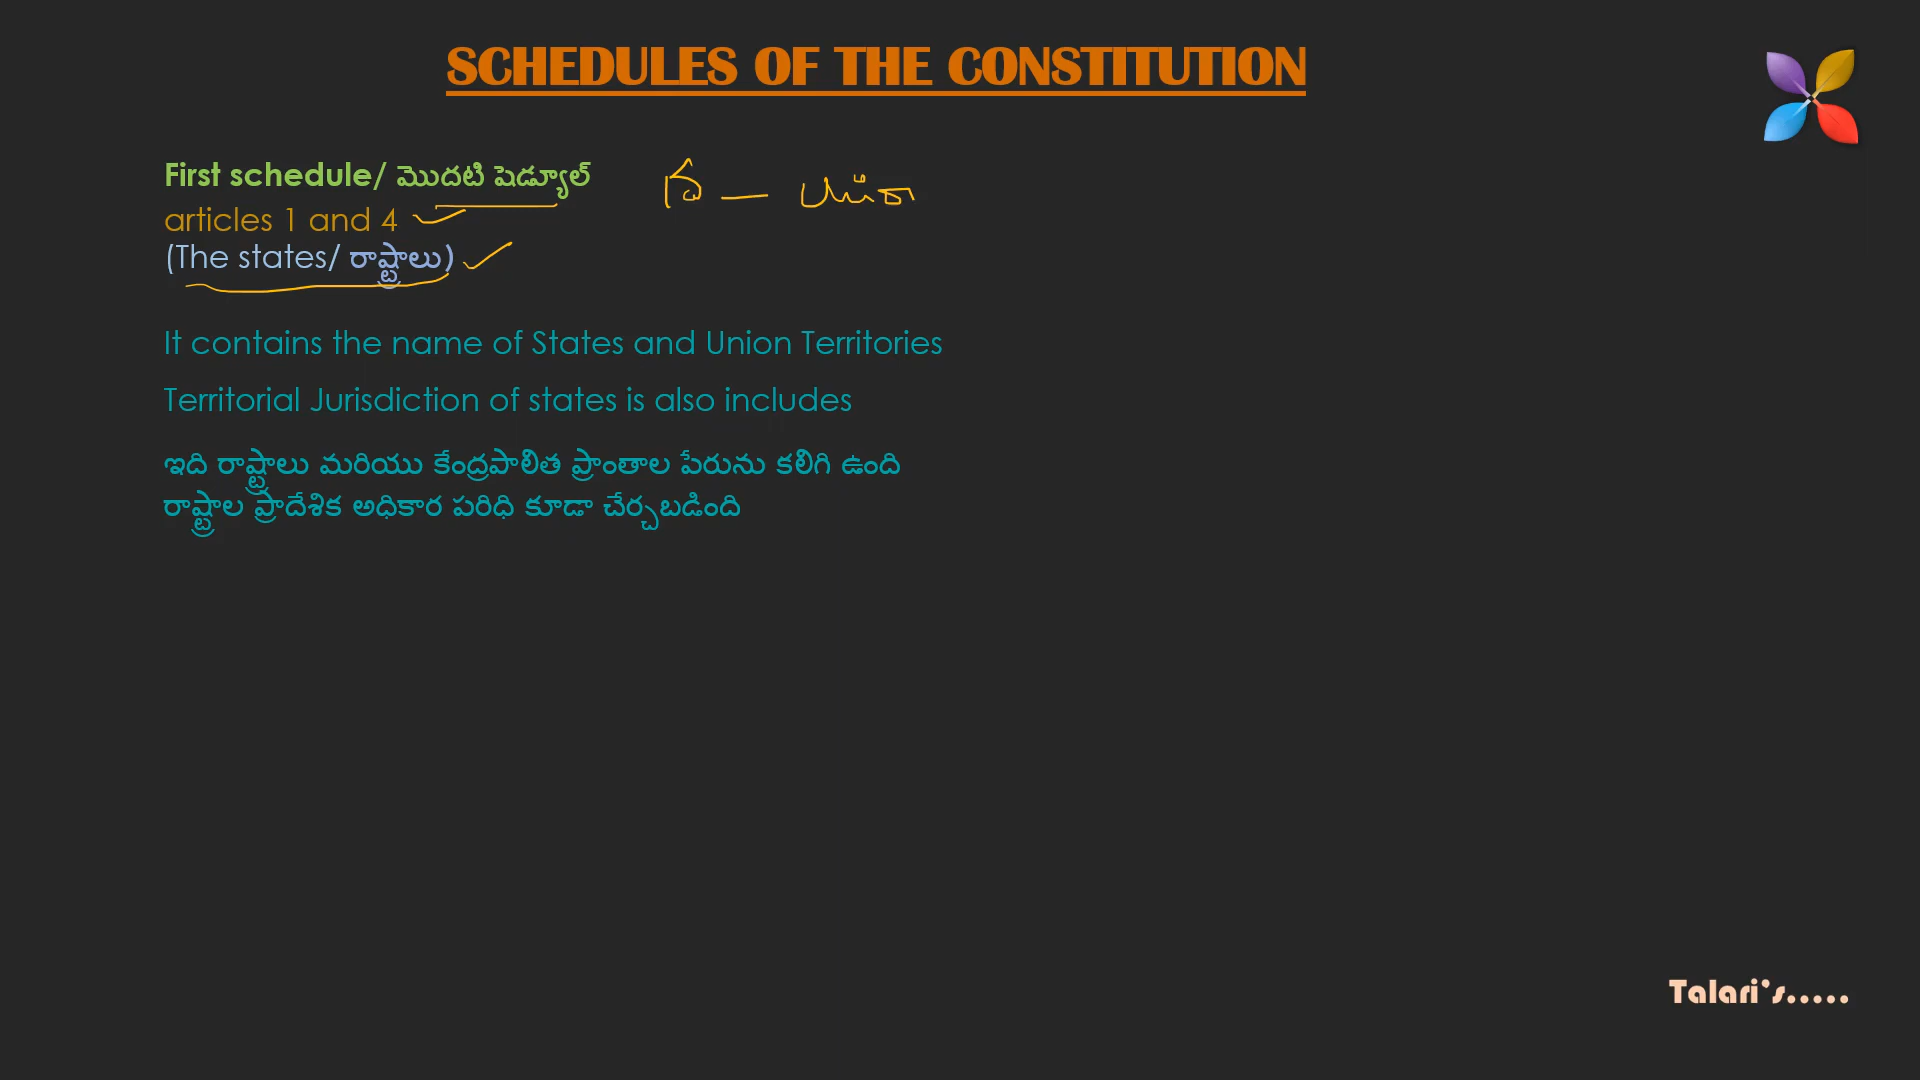 SCHEDULES OF THE CONSTITUTION
First schedule/ మొదటి షెడ్యూల్
articles 1 and 4
(The states/ రాష్ట్రాలు)
It contains the name of States and Union Territories
Territorial Jurisdiction of states is also includes
ఇది రాష్ట్రాలు మరియు కేంద్రపాలిత ప్రాంతాల పేరును కలిగి ఉంది
రాష్ట్రాల ప్రాదేశిక అధికార పరిధి కూడా చేర్చబడింది
Talari's.....